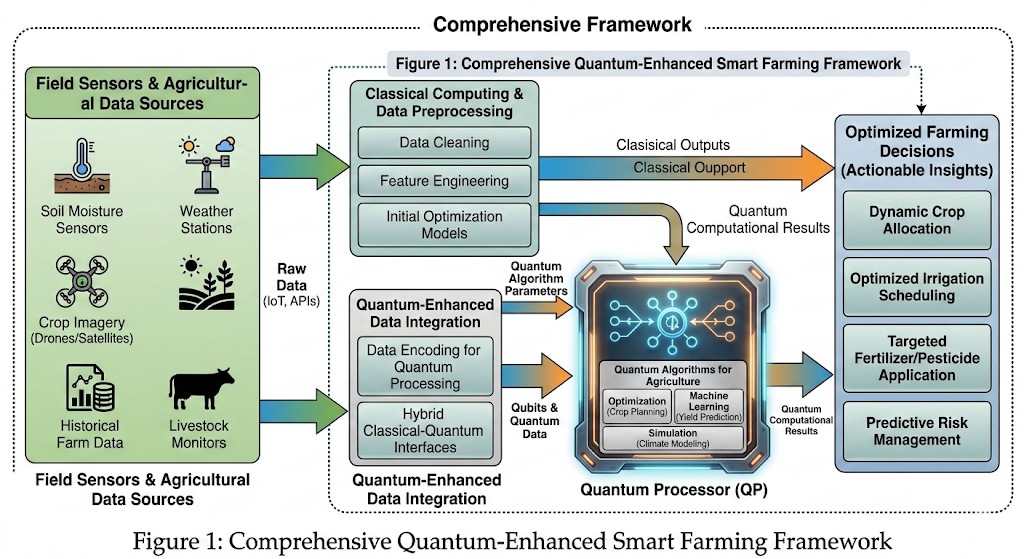 Comprehensive Framework
Figure 1: Comprehensive Quantum-Enhanced Smart Farming Framework
Field Sensors & Agricultur-
al Data Sources
Soil Moisture
Sensors
Weather
Stations
Crop Imagery
(Drones/Satellites)
Historical
Farm Data
Livestock
Monitors
Field Sensors & Agricultural
Data Sources
Raw
Data
(IoT, APIs)
Classical Computing &
Data Preprocessing
Data Cleaning
Feature Engineering
Initial Optimization
Models
Clasisical Outputs
Classical Oupport
Quantum
Computational Results
Quantum-Enhanced
Data Integration
Data Encoding for
Quantum
Processing
Hybrid
Classical-Quantum
Interfaces
Quantum-Enhanced
Data Integration
Quantum
Algorithm
Parameters
Qubits &
Quantum
Data
Quantum Algorithms for
Agriculture
Optimization
(Crop Planning)
Machine
Learning
(Yield Prediction)
Simulation
(Climate Modeling)
Quantum Processor (QP)
Quantum
Computational
Results
Optimized Farming
Decisions
(Actionable Insights)
Dynamic Crop
Allocation
Optimized Irrigation
Scheduling
Targeted
Fertilizer/Pesticide
Application
Predictive Risk
Management
Figure 1: Comprehensive Quantum-Enhanced Smart Farming Framework